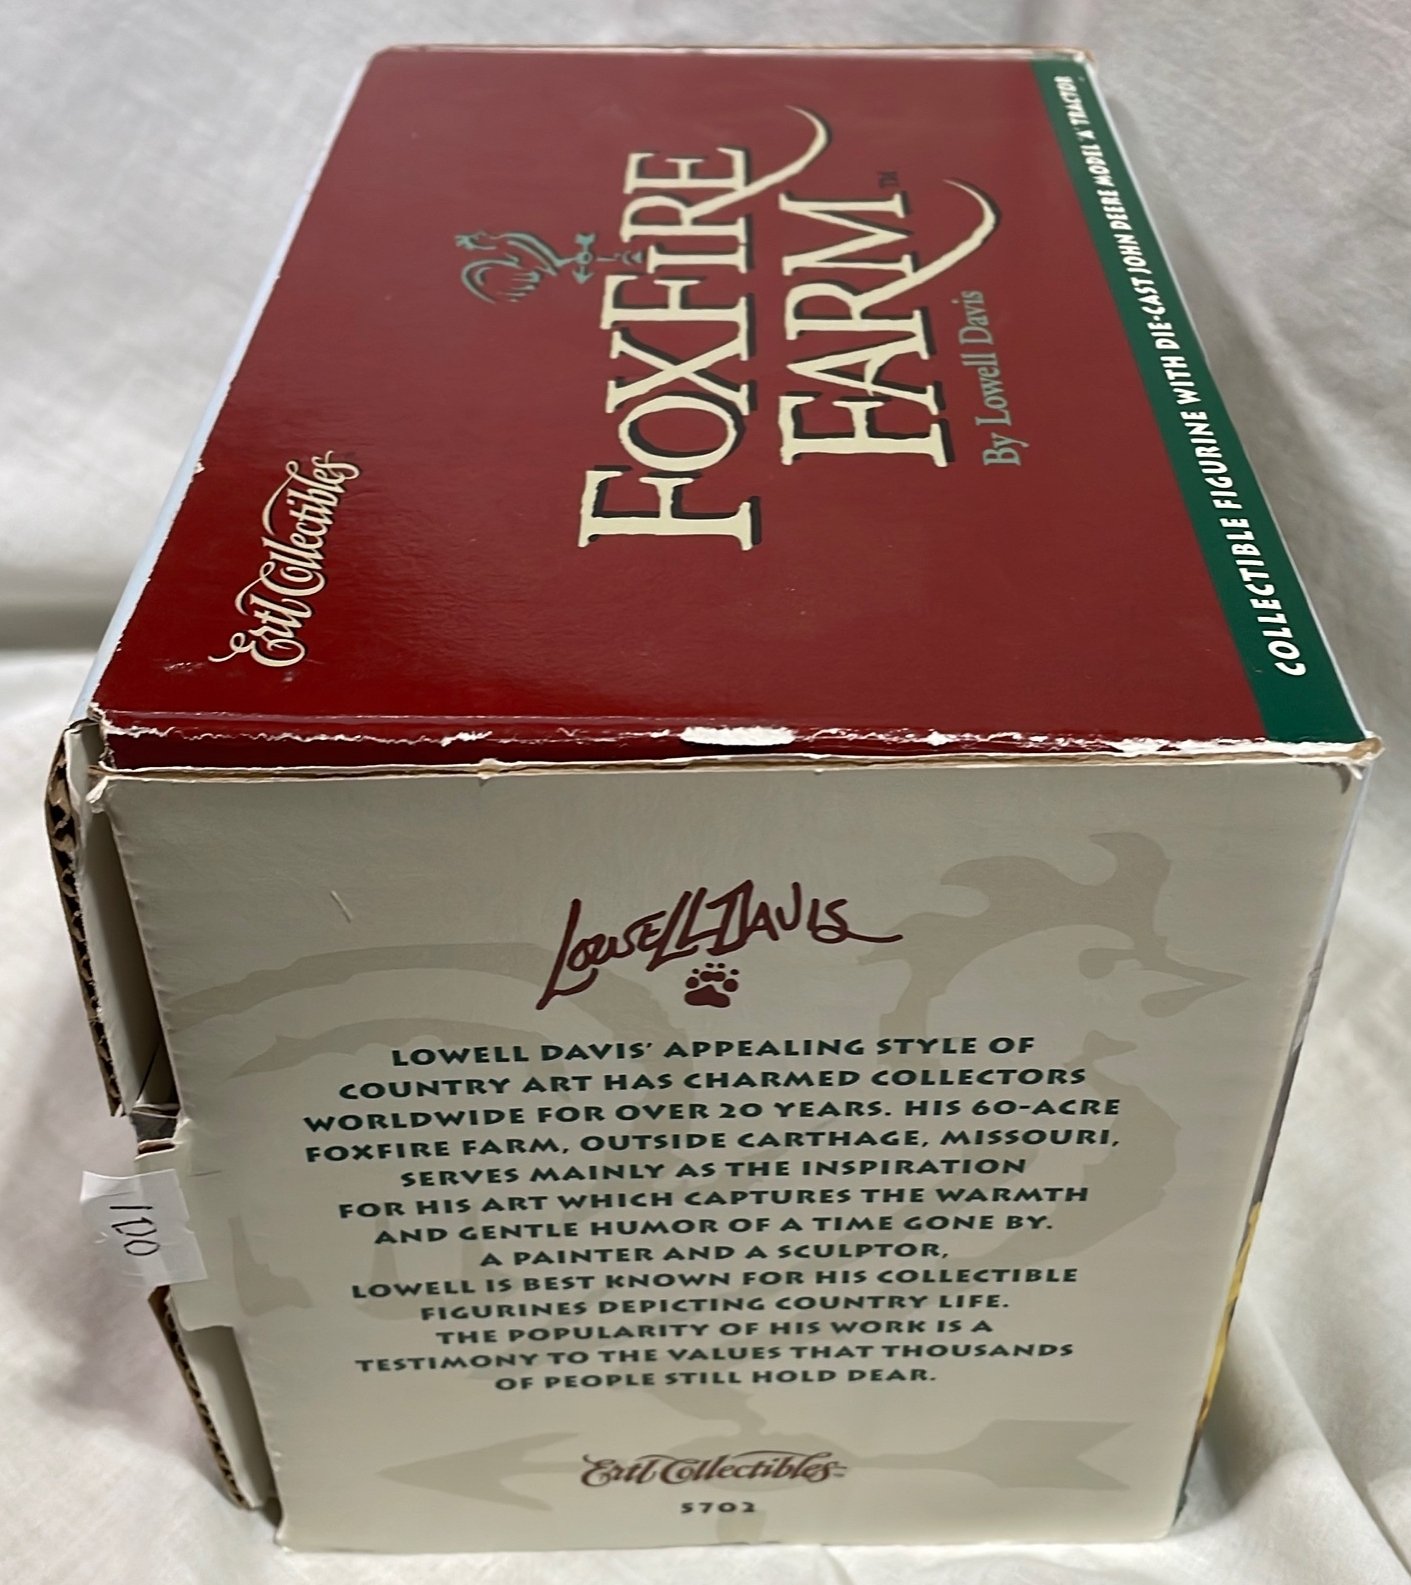 Ertl Collectibles
FOXFIRE
FARM™
By Lowell Davis
COLLECTIBLE FIGURINE WITH DIE-CAST JOHN DEERE MODEL 'A' TRACTOR
LOWELL DAVIS
LOWELL DAVIS' APPEALING STYLE OF
COUNTRY ART HAS CHARMED COLLECTORS
WORLDWIDE FOR OVER 20 YEARS. HIS 60-ACRE
FOXFIRE FARM, OUTSIDE CARTHAGE, MISSOURI,
SERVES MAINLY AS THE INSPIRATION
FOR HIS ART WHICH CAPTURES THE WARMTH
AND GENTLE HUMOR OF A TIME GONE BY.
A PAINTER AND A SCULPTOR,
LOWELL IS BEST KNOWN FOR HIS COLLECTIBLE
FIGURINES DEPICTING COUNTRY LIFE.
THE POPULARITY OF HIS WORK IS A
TESTIMONY TO THE VALUES THAT THOUSANDS
OF PEOPLE STILL HOLD DEAR.
Ertl Collectibles™
5702